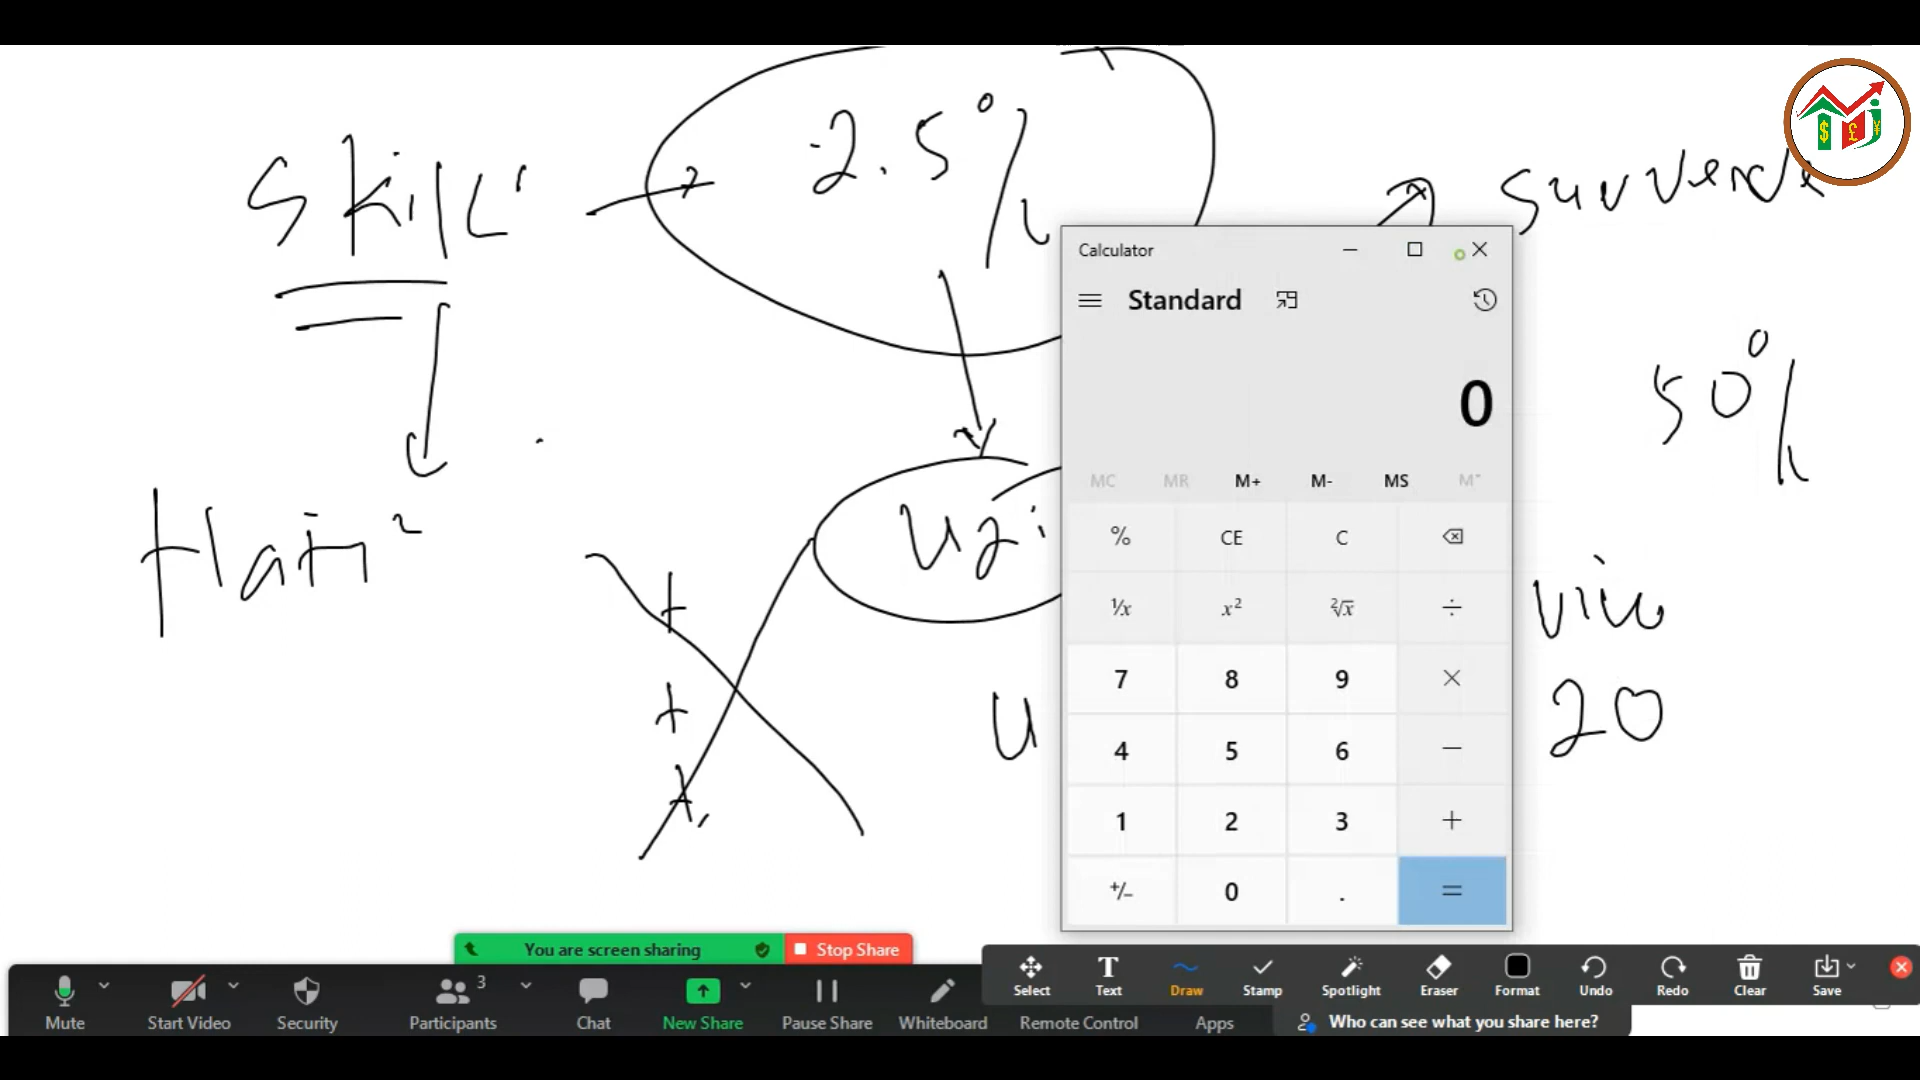 2.5%
Skill
Calculator
Standard
50%
0
MC MR M+ M- MS M˅
% CE C
⅟x x² ²√x ÷
7 8 9 ×
4 5 6 −
20
1 2 3 +
+/− 0 . =
You are screen sharing
Stop Share
Select Text Draw Stamp Spotlight Eraser Format Undo Redo Clear Save
3
Mute Start Video Security Participants Chat New Share Pause Share Whiteboard Remote Control Apps
Who can see what you share here?